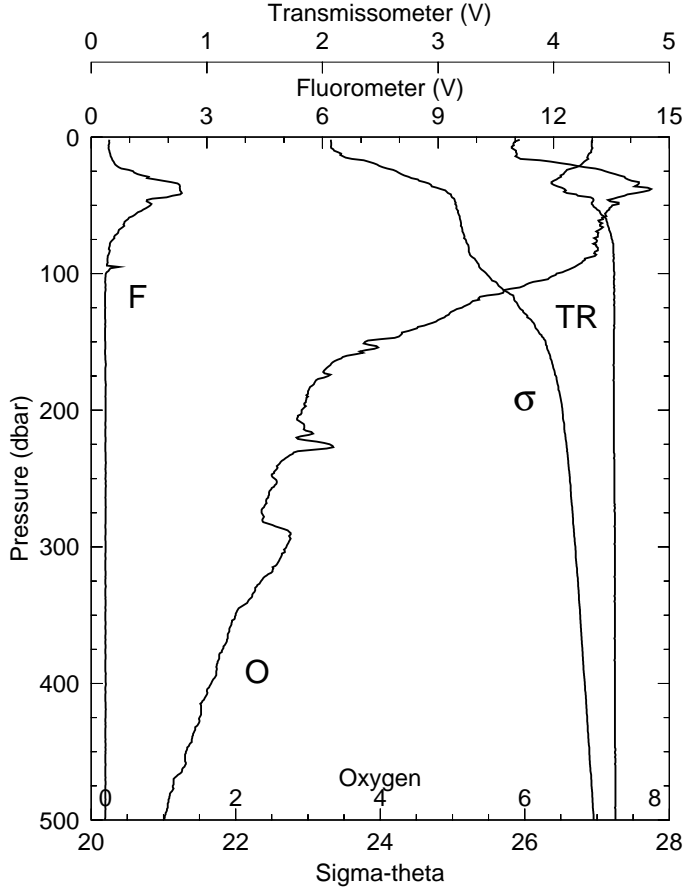 Transmissometer (V)
0 1 2 3 4 5
Fluorometer (V)
0 3 6 9 12 15
0
100
200
300
400
500
Pressure (dbar)
F
TR
σ
O
Oxygen
0 2 4 6 8
20 22 24 26 28
Sigma-theta